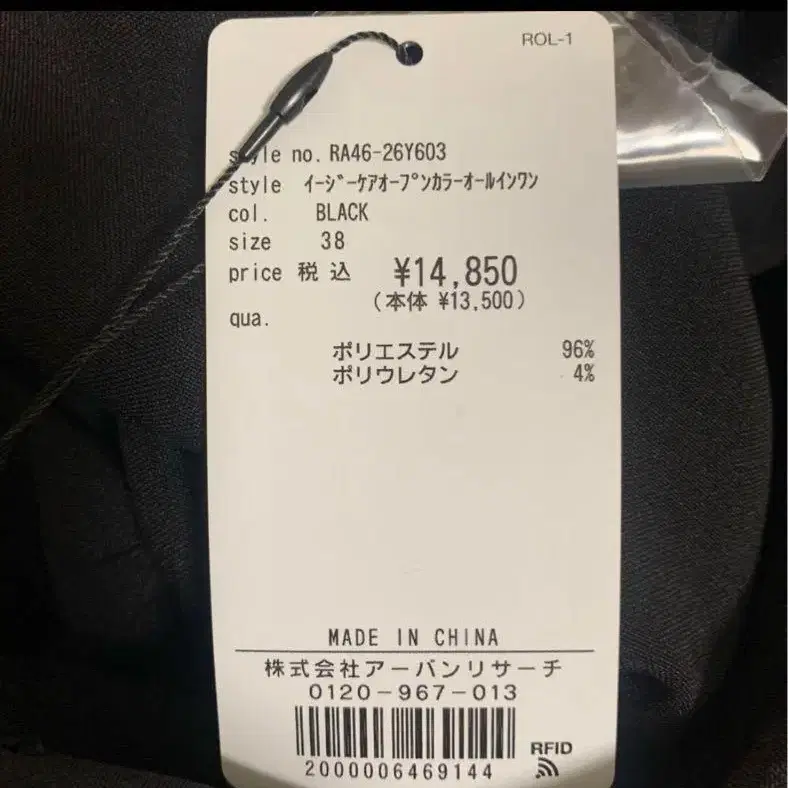 ROL-1
style no. RA46-26Y603
style ｲｰｼﾞｰｹｱｵｰﾌﾟﾝｶﾗｰｵｰﾙｲﾝﾜﾝ
col. BLACK
size 38
price 税込 ¥14,850
(本体 ¥13,500)
qua.
ポリエステル 96%
ポリウレタン 4%
MADE IN CHINA
株式会社アーバンリサーチ
0120-967-013
RFID
2000006469144